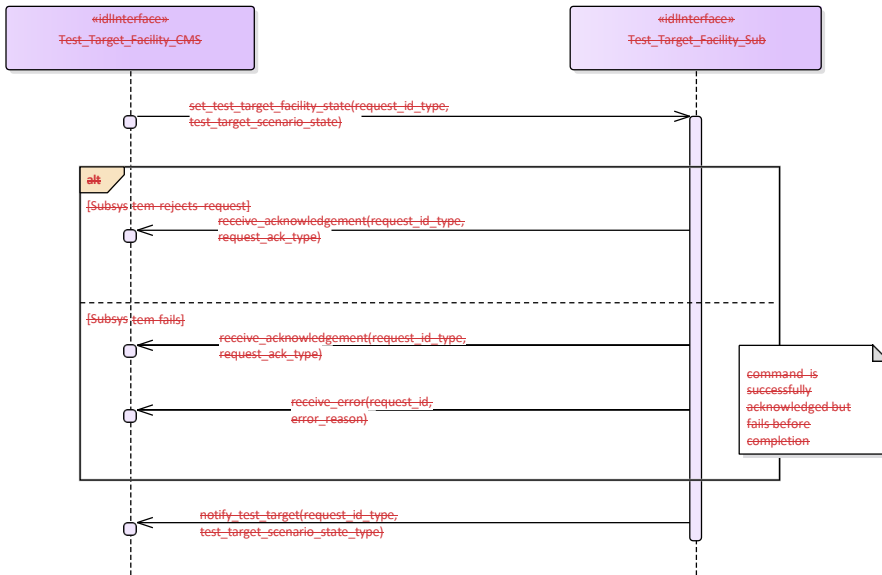 «idlInterface»
Test_Target_Facility_CMS
«idlInterface»
Test_Target_Facility_Sub
set_test_target_facility_state(request_id_type,
test_target_scenario_state)
alt
[Subsystem rejects request]
receive_acknowledgement(request_id_type,
request_ack_type)
[Subsystem fails]
receive_acknowledgement(request_id_type,
request_ack_type)
command is
successfully
acknowledged but
fails before
completion
receive_error(request_id,
error_reason)
notify_test_target(request_id_type,
test_target_scenario_state_type)